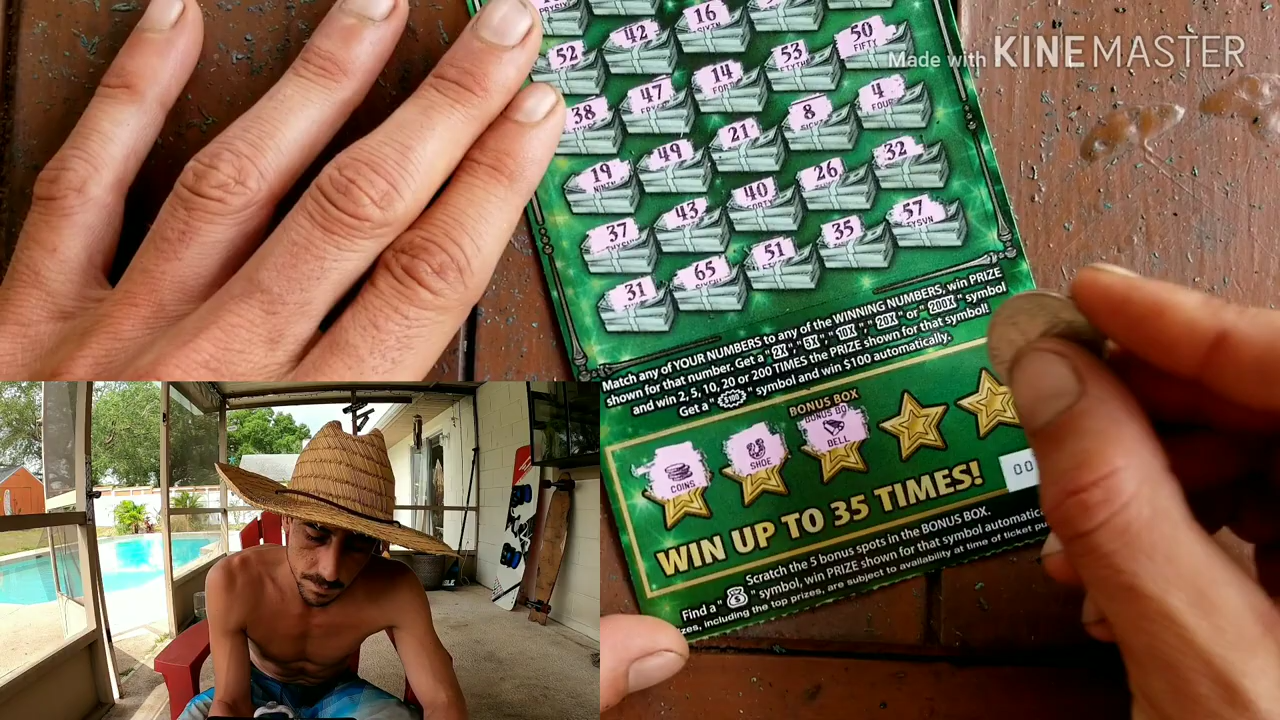 16
42
52
53
50
FIFTY
Made with KINEMASTER
14
47
38
8
4
FOUR
21
49
19
32
26
40
43
37
57
35
51
65
31
Match any of YOUR NUMBERS to any of the WINNING NUMBERS, win PRIZE
shown for that number. Get a "2X", "5X", "10X", "20X" or "200X" symbol
and win 2, 5, 10, 20 or 200 TIMES the PRIZE shown for that symbol!
Get a "$100" symbol and win $100 automatically.
BONUS BOX
BELL
SHOE
COINS
WIN UP TO 35 TIMES!
00
Scratch the 5 bonus spots in the BONUS BOX.
Find a " " symbol, win PRIZE shown for that symbol
zes, including the top prizes, are subject to availability at time of ticket